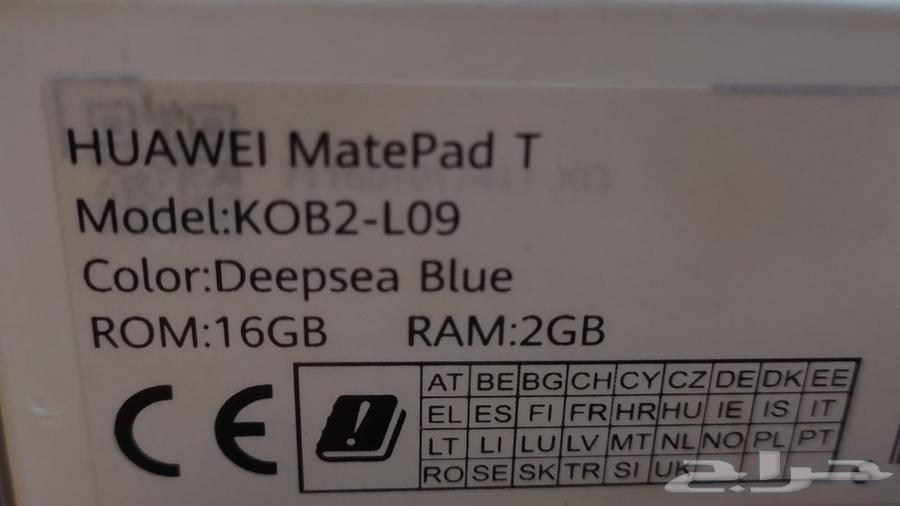 HUAWEI MatePad T
Model:KOB2-L09
Color:Deepsea Blue
ROM:16GB RAM:2GB
CE
AT BE BG CH CY CZ DE DK EE
EL ES FI FR HR HU IE IS IT
LT LI LU LV MT NL NO PL PT
RO SE SK TR SI UK
حراج